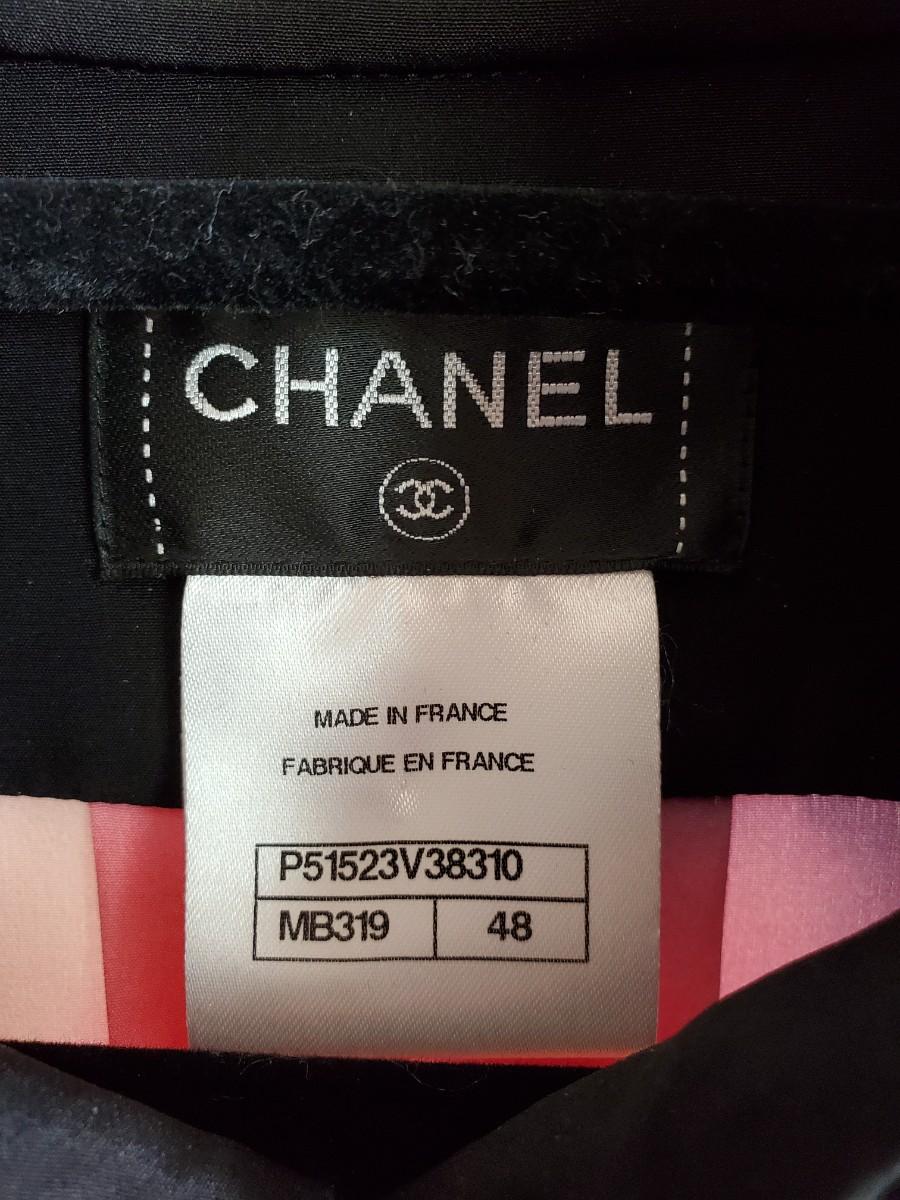 CHANEL
MADE IN FRANCE
FABRIQUE EN FRANCE
P51523V38310
MB319 48